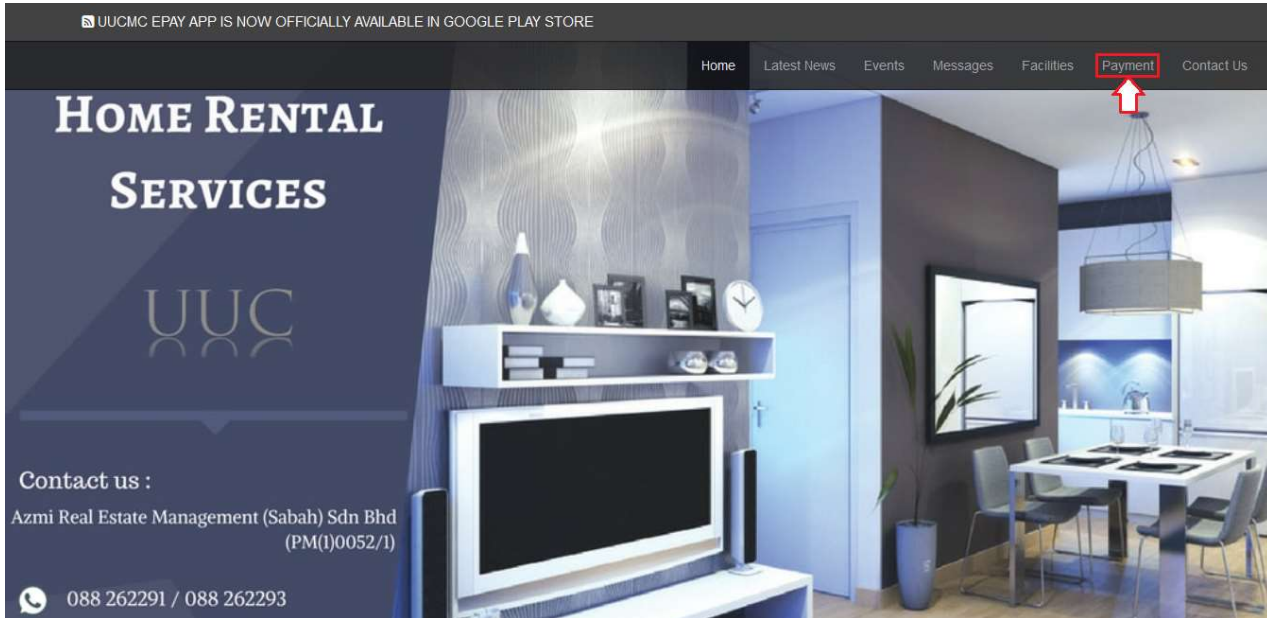 UUCMC EPAY APP IS NOW OFFICIALLY AVAILABLE IN GOOGLE PLAY STORE
Home Latest News Events Messages Facilities Payment Contact Us
HOME RENTAL
SERVICES
UUC
Contact us :
Azmi Real Estate Management (Sabah) Sdn Bhd
(PM(1)0052/1)
088 262291 / 088 262293